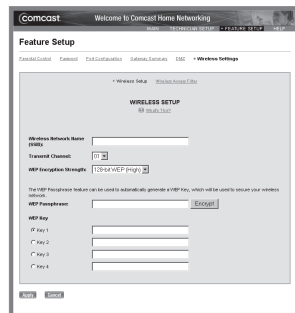 comcast
Welcome to Comcast Home Networking
MAIN TECHNICIAN SETUP FEATURE SETUP HELP
Feature Setup
Parental Control Password Port Configuration Gateway Summary DMZ Wireless Settings
Wireless Setup Wireless Access Filter
WIRELESS SETUP
What's This?
Wireless Network Name
(SSID):
Transmit Channel: 01
WEP Encryption Strength: 128-bit WEP (High)
The WEP Passphrase feature can be used to automatically generate a WEP Key, which will be used to secure your wireless
network.
WEP Passphrase: Encrypt
WEP Key
Key 1
Key 2
Key 3
Key 4
Apply Cancel